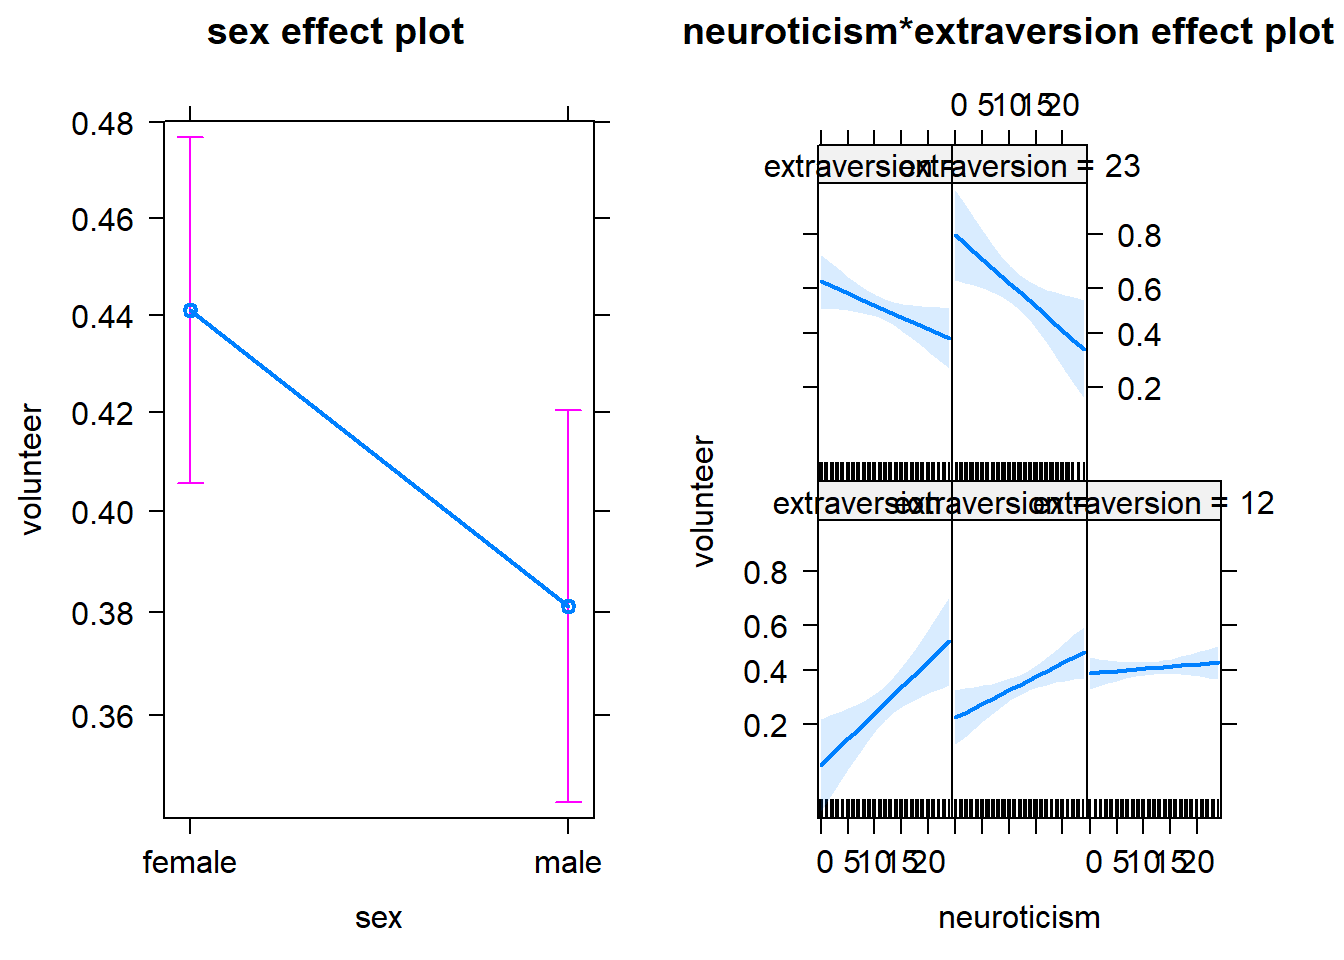 sex effect plot
volunteer
0.48
0.46
0.44
0.42
0.40
0.38
0.36
female male
sex
neuroticism*extraversion effect plot
0 5 10 15 20
extraversion = extraversion = 23
0.8
0.6
0.4
0.2
volunteer
extraversion extraversion = extraversion = 12
0.8
0.6
0.4
0.2
0 5 10 15 20 0 5 10 15 20
neuroticism